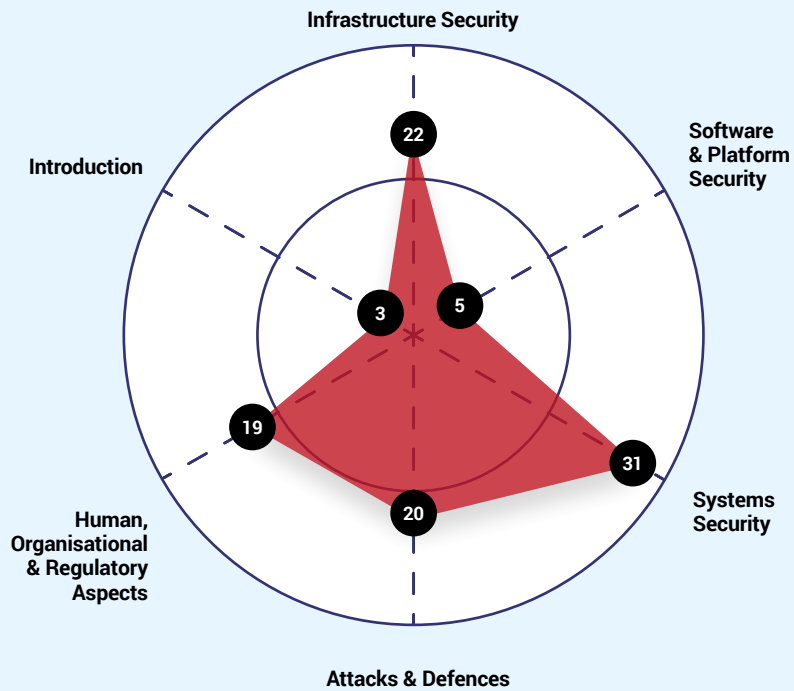 Infrastructure Security
Software
& Platform
Security
Introduction
22
5
3
19
31
20
Systems
Security
Human,
Organisational
& Regulatory
Aspects
Attacks & Defences